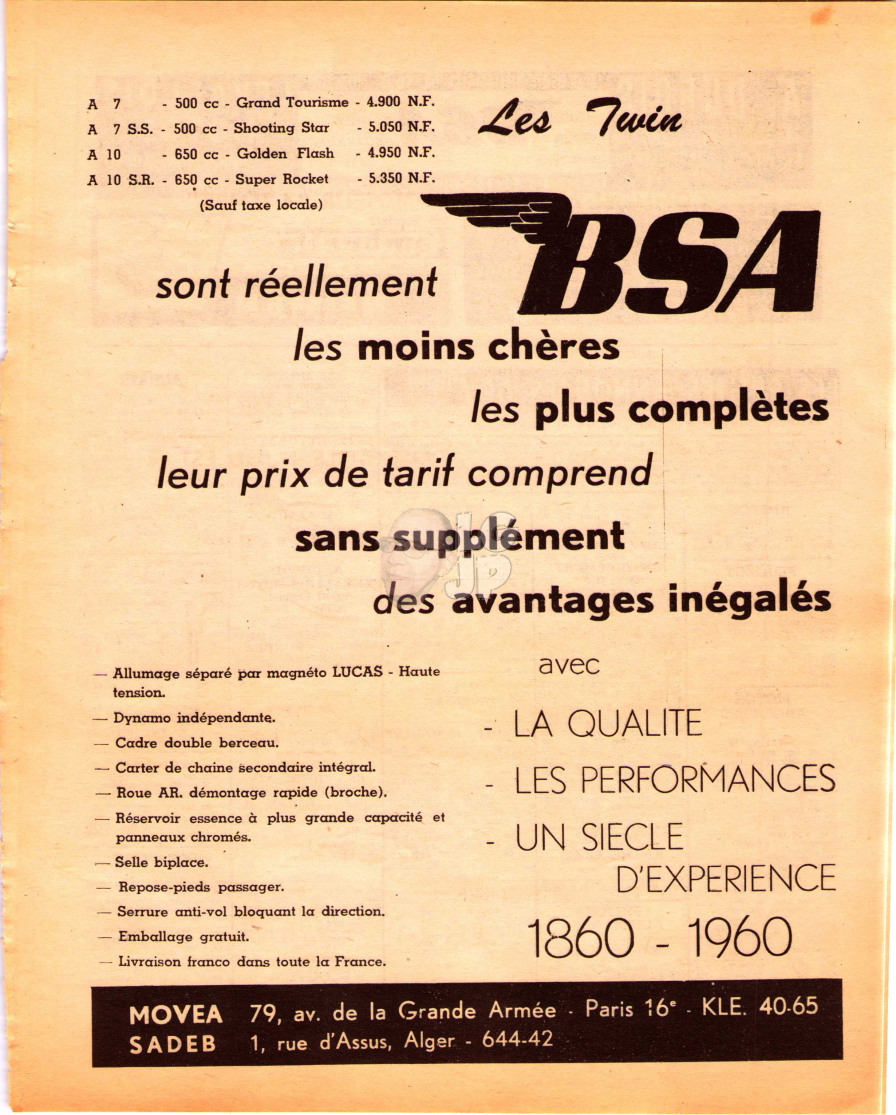 A 7 - 500 cc - Grand Tourisme - 4.900 N.F.
A 7 S.S. - 500 cc - Shooting Star - 5.050 N.F.
A 10 - 650 cc - Golden Flash - 4.950 N.F.
A 10 S.R. - 650 cc - Super Rocket - 5.350 N.F.
(Sauf taxe locale)
Les Twin
BSA
sont réellement
les moins chères
les plus complètes
leur prix de tarif comprend
sans supplément
des avantages inégalés
— Allumage séparé par magnéto LUCAS - Haute
tension.
— Dynamo indépendante.
— Cadre double berceau.
— Carter de chaine secondaire intégral.
— Roue AR. démontage rapide (broche).
— Réservoir essence à plus grande capacité et
panneaux chromés.
— Selle biplace.
— Repose-pieds passager.
— Serrure anti-vol bloquant la direction.
— Emballage gratuit.
— Livraison franco dans toute la France.
avec
- LA QUALITE
- LES PERFORMANCES
- UN SIECLE
D'EXPERIENCE
1860 - 1960
MOVEA 79, av. de la Grande Armée - Paris 16e - KLE. 40-65
SADEB 1, rue d'Assus, Alger - 644-42